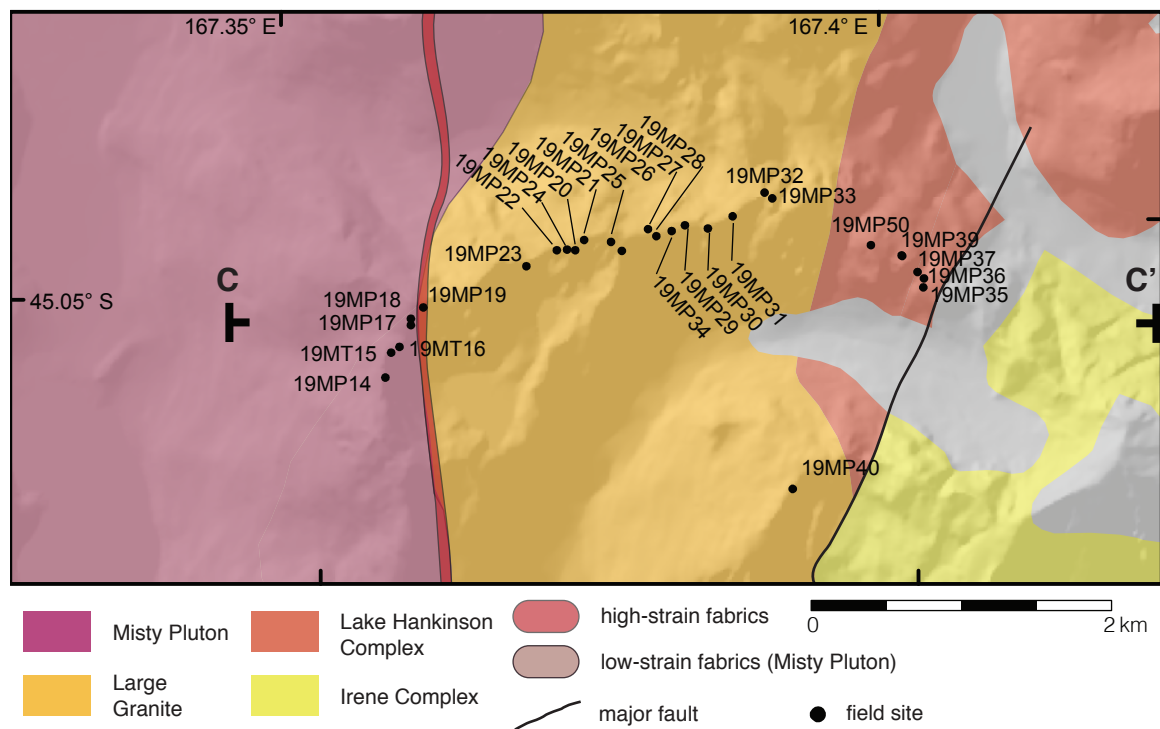 167.35° E
167.4° E
19MP28
19MP27
19MP26
19MP25
19MP21
19MP20
19MP24
19MP22
19MP32
19MP33
19MP50
19MP39
19MP37
19MP36
19MP35
19MP23
C
C’
45.05° S
19MP18
19MP19
19MP17
19MP31
19MP30
19MP29
19MP34
19MT15
19MT16
19MP14
19MP40
Misty Pluton
Lake Hankinson
Complex
high-strain fabrics
0
2 km
low-strain fabrics (Misty Pluton)
Large
Granite
Irene Complex
major fault
field site